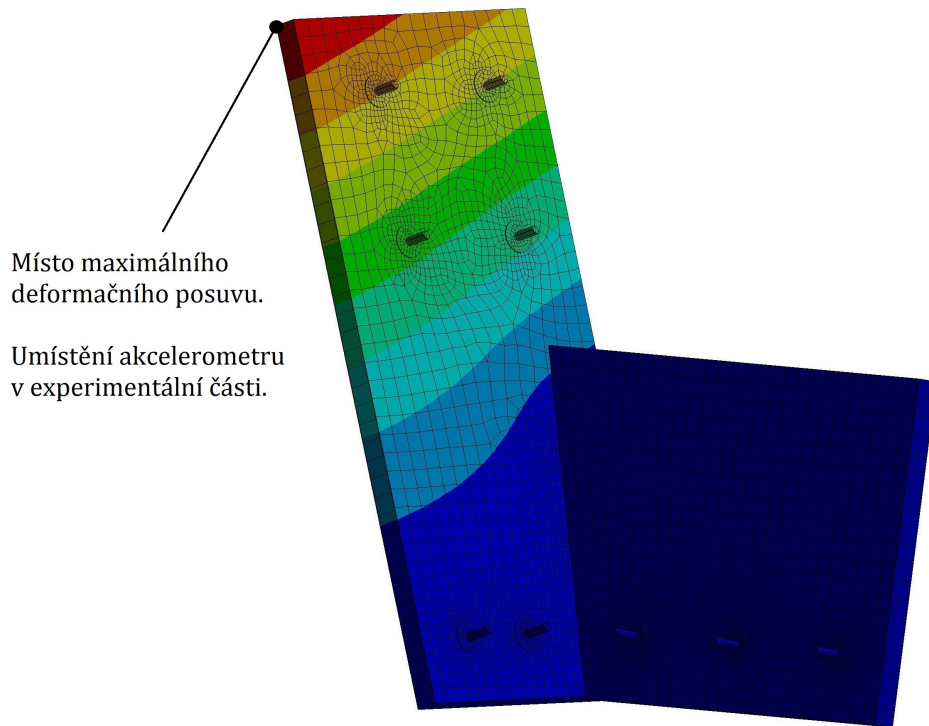 Místo maximálního
deformačního posuvu.
Umístění akcelerometru
v experimentální části.